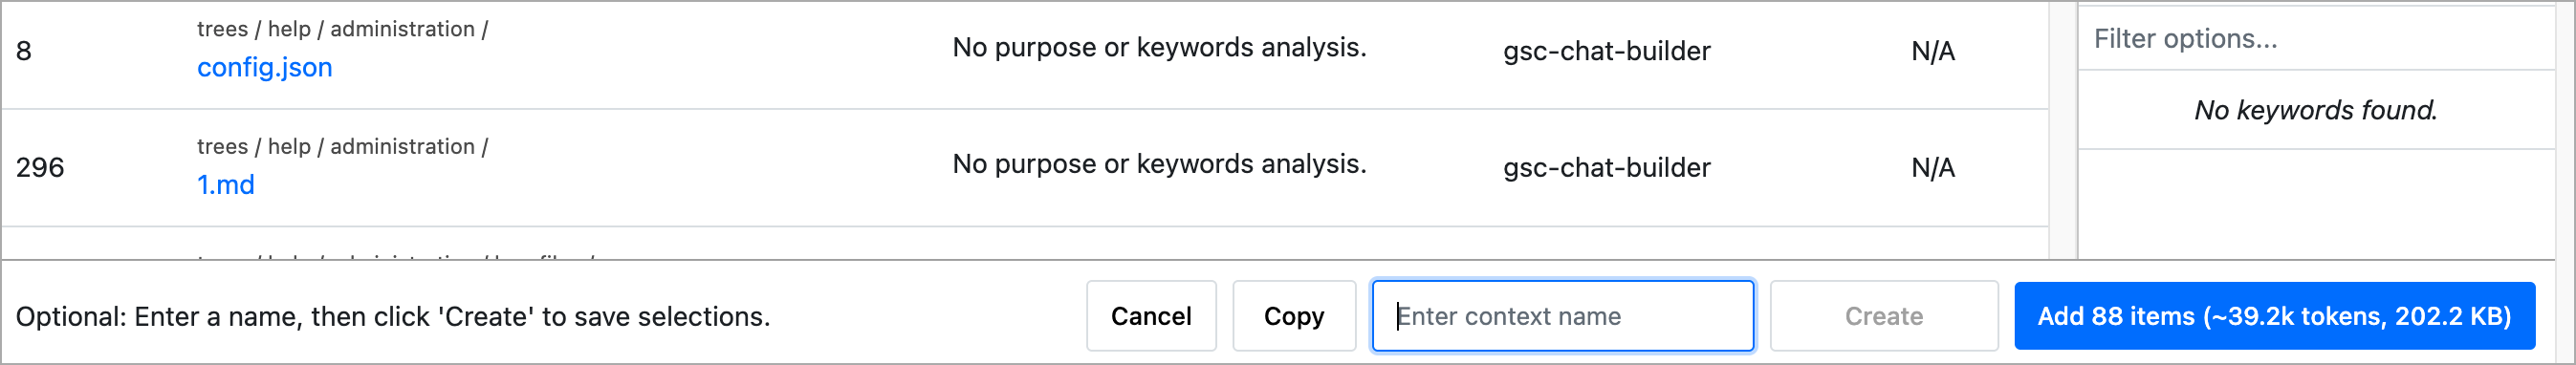 trees / help / administration /
8
config.json
No purpose or keywords analysis.
gsc-chat-builder
N/A
trees / help / administration /
296
1.md
No purpose or keywords analysis.
gsc-chat-builder
N/A
Filter options...
No keywords found.
Optional: Enter a name, then click 'Create' to save selections.
Cancel
Copy
Enter context name
Create
Add 88 items (~39.2k tokens, 202.2 KB)